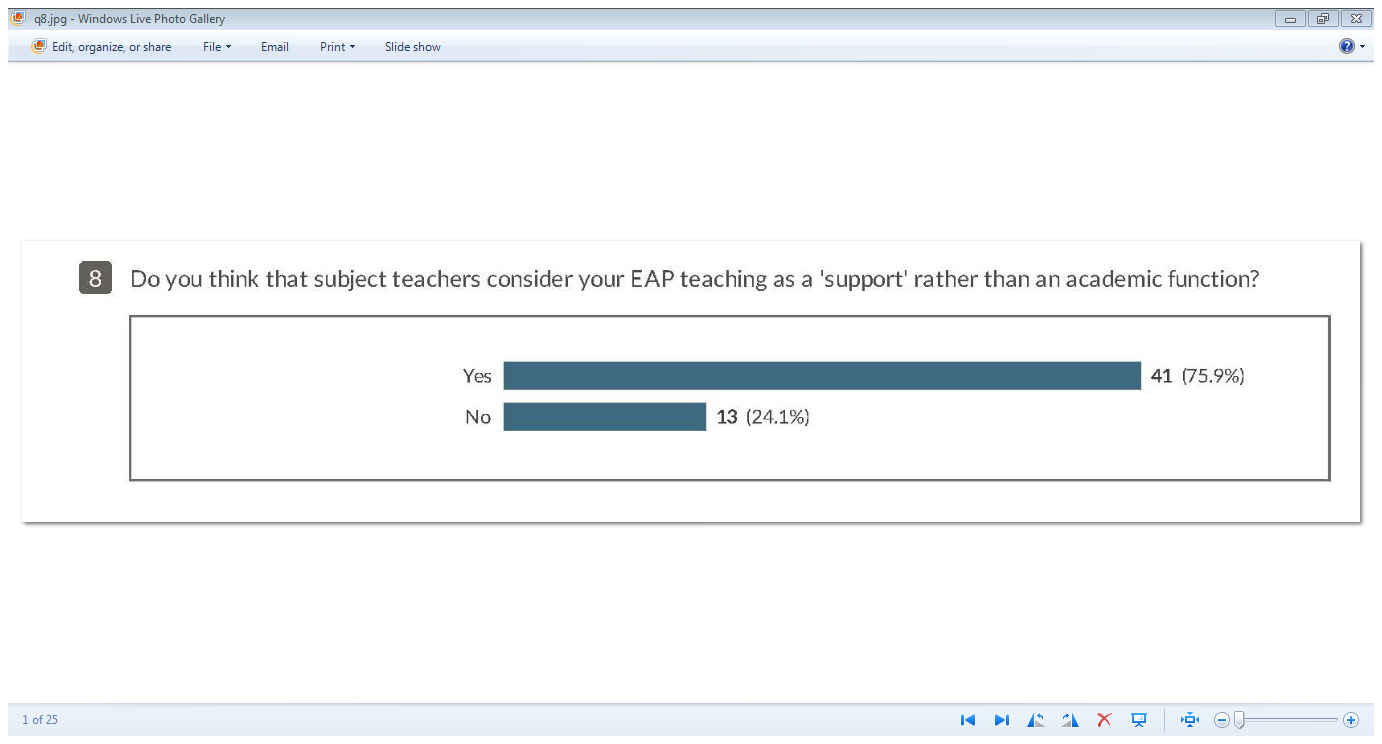 q8.jpg - Windows Live Photo Gallery
Edit, organize, or share File Email Print Slide show
8 Do you think that subject teachers consider your EAP teaching as a 'support' rather than an academic function?
Yes 41 (75.9%)
No 13 (24.1%)
1 of 25